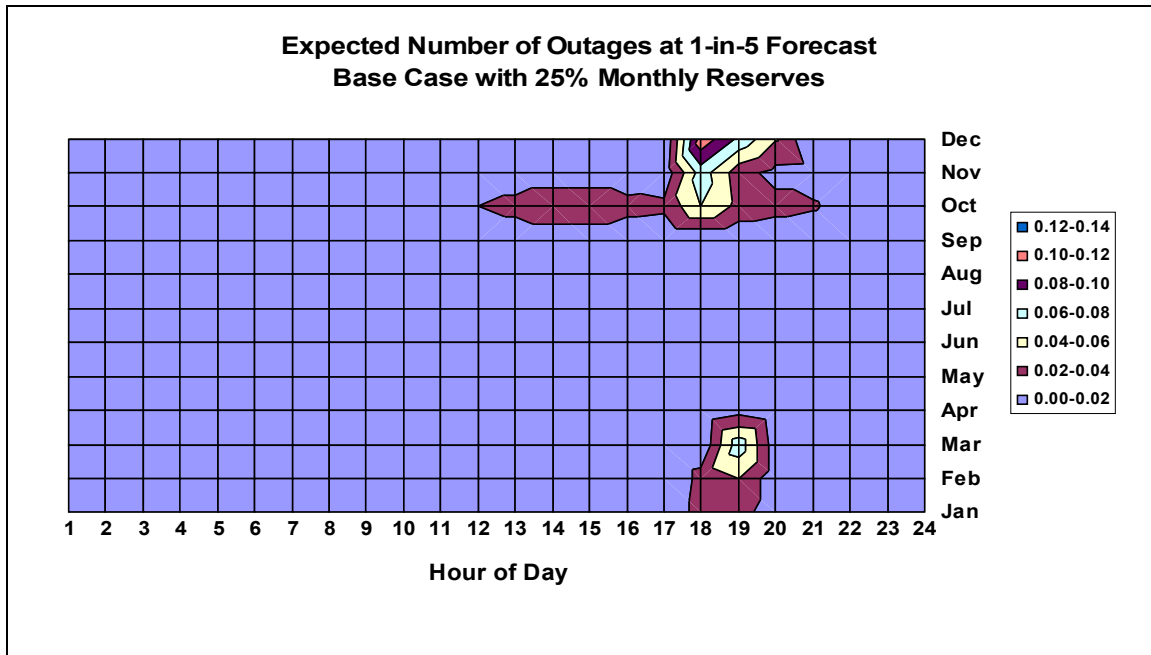 Expected Number of Outages at 1-in-5 Forecast
Base Case with 25% Monthly Reserves
Dec
Nov
Oct
Sep
Aug
Jul
Jun
May
Apr
Mar
Feb
Jan
0.12-0.14
0.10-0.12
0.08-0.10
0.06-0.08
0.04-0.06
0.02-0.04
0.00-0.02
1 2 3 4 5 6 7 8 9 10 11 12 13 14 15 16 17 18 19 20 21 22 23 24
Hour of Day